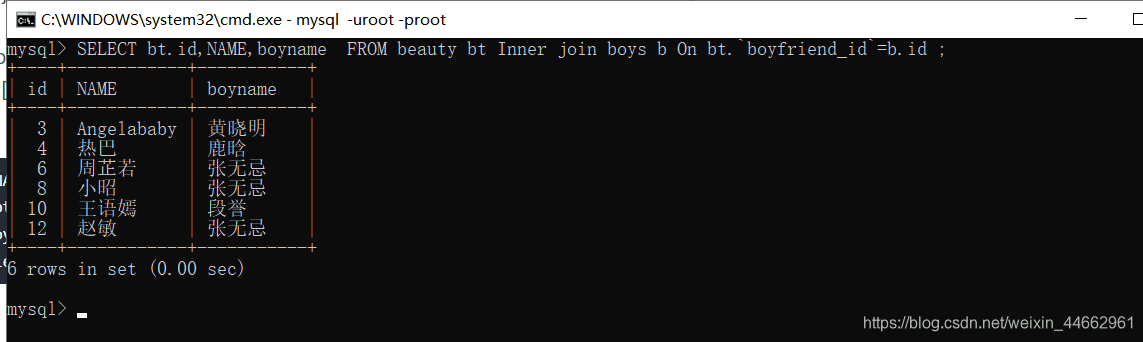 C:\WINDOWS\system32\cmd.exe - mysql  -uroot -proot
mysql> SELECT bt.id,NAME,boyname  FROM beauty bt Inner join boys b On bt.`boyfriend_id`=b.id ;
+----+------------+-----------+
| id | NAME       | boyname   |
+----+------------+-----------+
|  3 | Angelababy | 黄晓明    |
|  4 | 热巴       | 鹿晗      |
|  6 | 周芷若     | 张无忌    |
|  8 | 小昭       | 张无忌    |
| 10 | 王语嫣     | 段誉      |
| 12 | 赵敏       | 张无忌    |
+----+------------+-----------+
6 rows in set (0.00 sec)
mysql>
https://blog.csdn.net/weixin_44662961